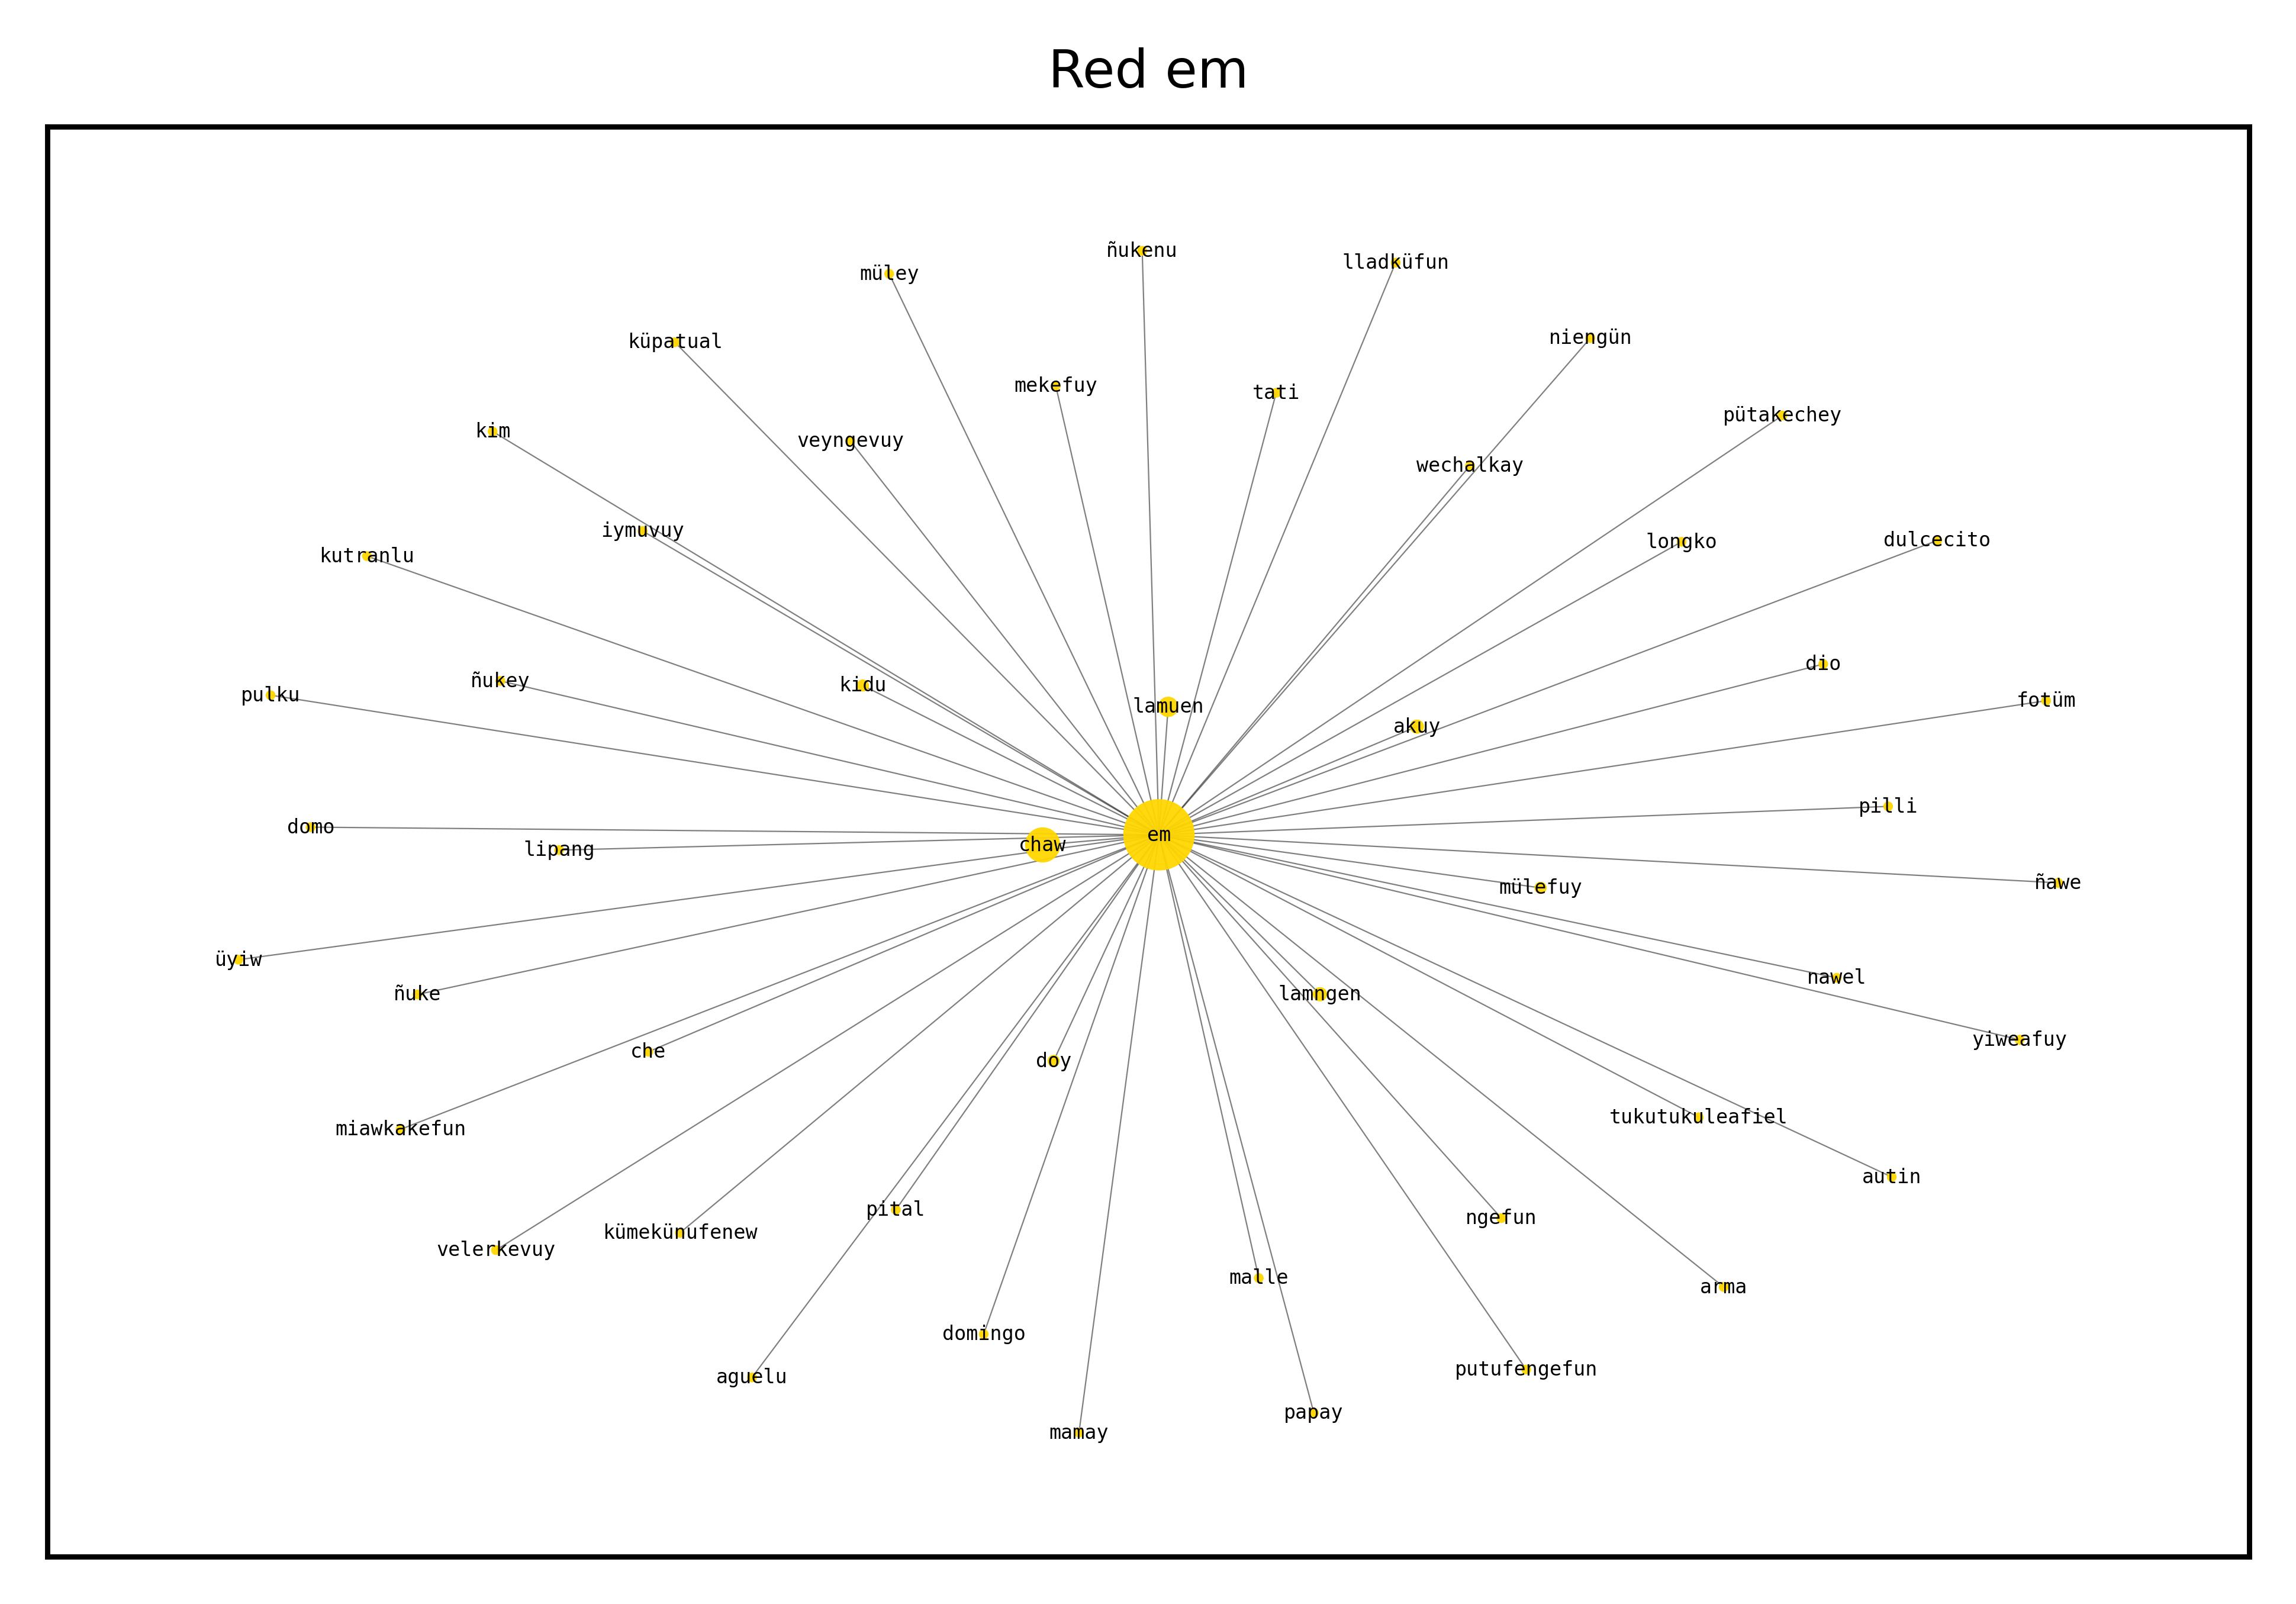 Red em
ñukenu
lladküfun
müley
niengün
küpatual
mekefuy
tati
pütakechey
kim
veyngevuy
wechalkay
iymuvuy
dulcecito
longko
kutranlu
dio
ñukey
kidu
pulku
fotüm
lamuen
akuy
pilli
domo
em
chaw
lipang
ñawe
mülefuy
üyiw
nawel
ñuke
lamngen
yiweafuy
che
doy
tukutukuleafiel
miawkakefun
autin
pital
ngefun
kümekünufenew
velerkevuy
malle
arma
domingo
putufengefun
aguelu
papay
mamay